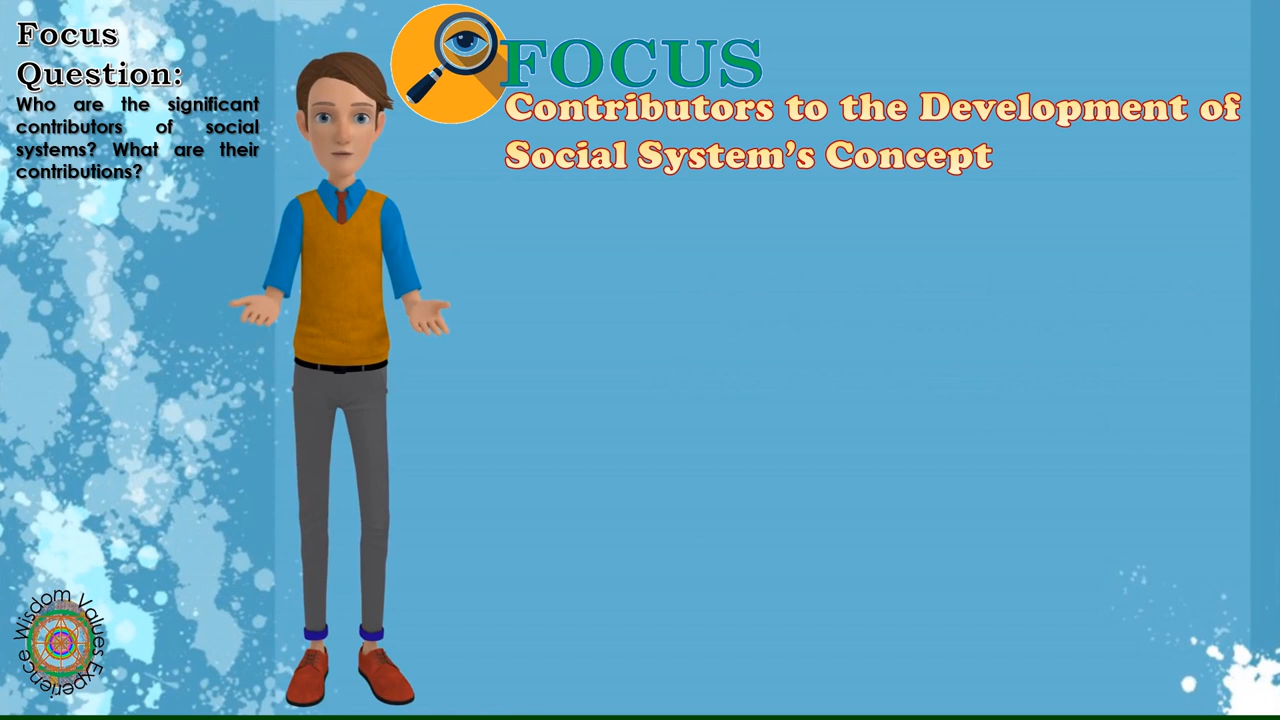 Focus
Question:
Who are the significant
contributors of social
systems? What are their
contributions?
FOCUS
Contributors to the Development of
Social System's Concept
Wisdom Values Experience